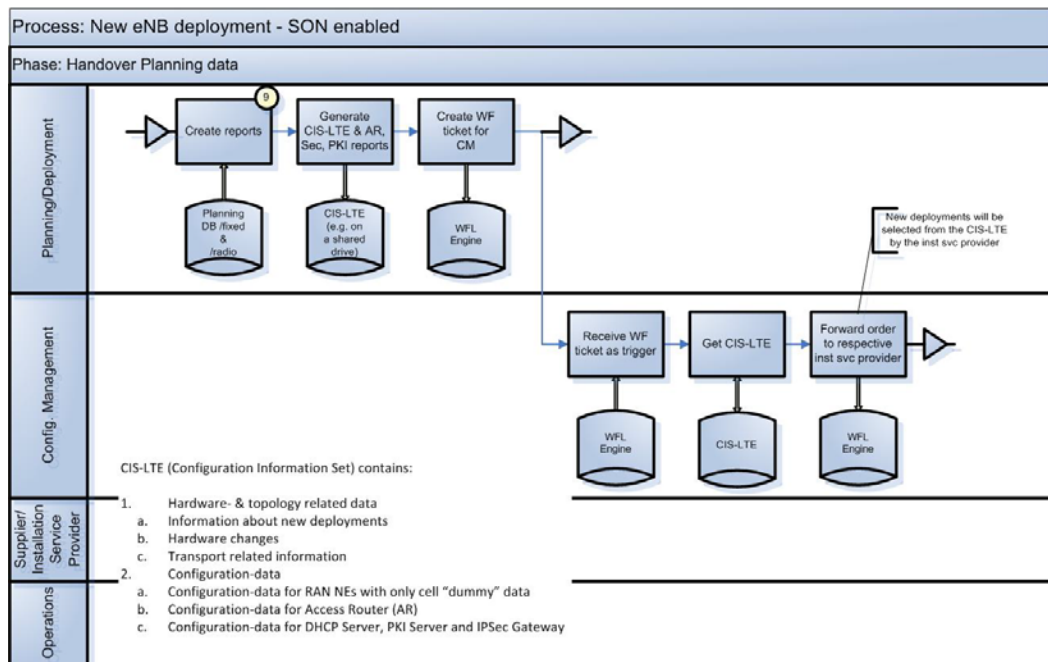 Process: New eNB deployment - SON enabled
Phase: Handover Planning data
Planning/Deployment
9
Create reports
Generate
CIS-LTE & AR,
Sec, PKI reports
Create WF
ticket for
CM
Planning
DB /fixed
&
/radio
CIS-LTE
(e.g. on
a shared
drive)
WFL
Engine
New deployments will be
selected from the CIS-LTE
by the inst svc provider
Config. Management
Receive WF
ticket as trigger
Get CIS-LTE
Forward order
to respective
inst svc provider
WFL
Engine
CIS-LTE
WFL
Engine
CIS-LTE (Configuration Information Set) contains:
1. Hardware- & topology related data
a. Information about new deployments
b. Hardware changes
c. Transport related information
2. Configuration-data
a. Configuration-data for RAN NEs with only cell “dummy” data
b. Configuration-data for Access Router (AR)
c. Configuration-data for DHCP Server, PKI Server and IPSec Gateway
Supplier/
Installation
Service
Provider
Operations